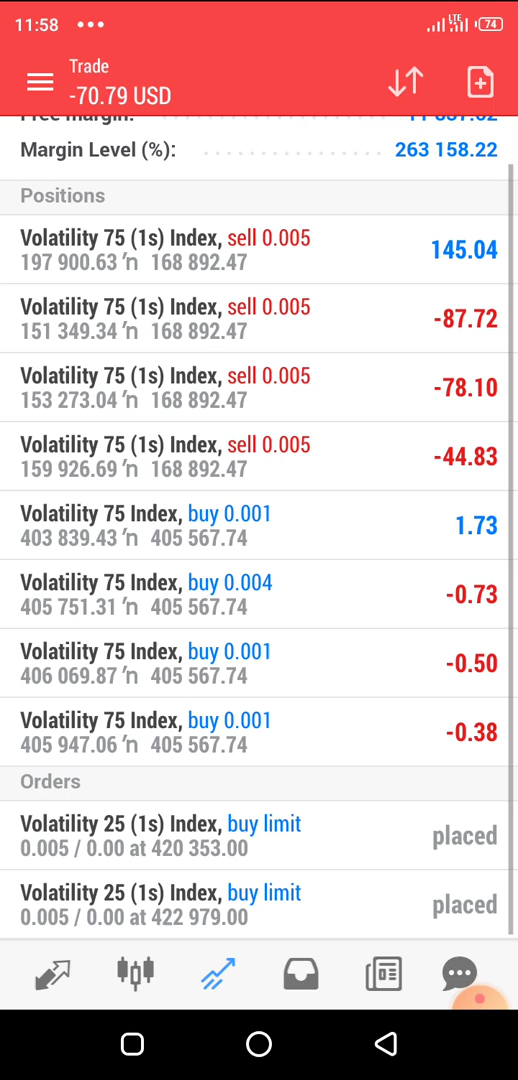 11:58
LTE
74
Trade
-70.79 USD
Margin Level (%): 263 158.22
Positions
Volatility 75 (1s) Index, sell 0.005
197 900.63 ’n 168 892.47
145.04
Volatility 75 (1s) Index, sell 0.005
151 349.34 ’n 168 892.47
-87.72
Volatility 75 (1s) Index, sell 0.005
153 273.04 ’n 168 892.47
-78.10
Volatility 75 (1s) Index, sell 0.005
159 926.69 ’n 168 892.47
-44.83
Volatility 75 Index, buy 0.001
403 839.43 ’n 405 567.74
1.73
Volatility 75 Index, buy 0.004
405 751.31 ’n 405 567.74
-0.73
Volatility 75 Index, buy 0.001
406 069.87 ’n 405 567.74
-0.50
Volatility 75 Index, buy 0.001
405 947.06 ’n 405 567.74
-0.38
Orders
Volatility 25 (1s) Index, buy limit
0.005 / 0.00 at 420 353.00
placed
Volatility 25 (1s) Index, buy limit
0.005 / 0.00 at 422 979.00
placed